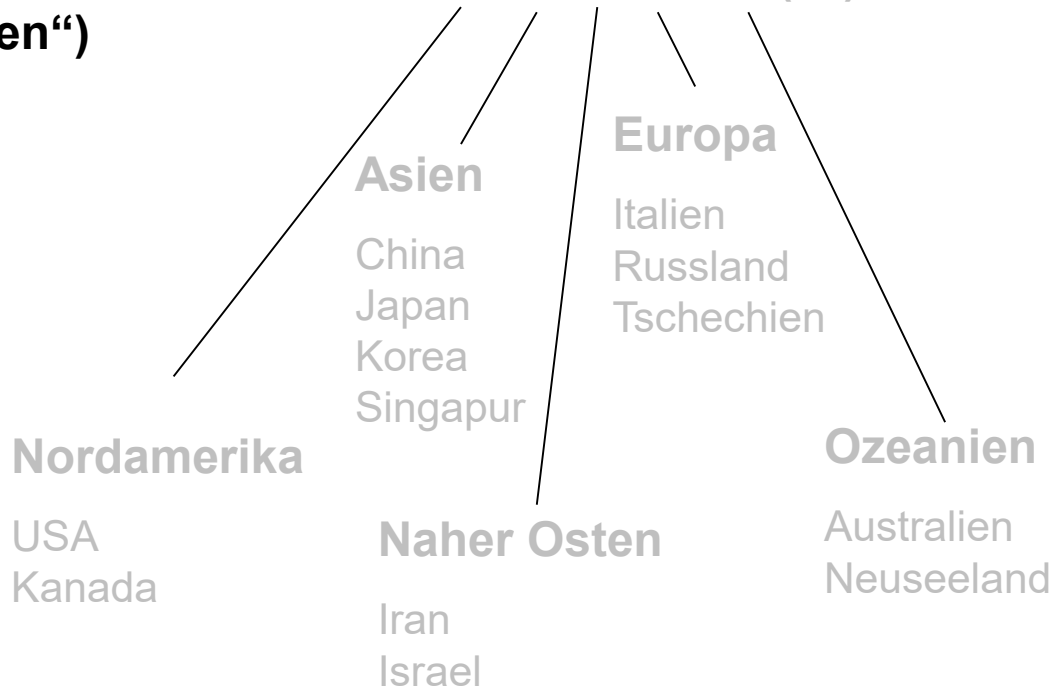 en“)
Europa
Italien
Russland
Tschechien
Asien
China
Japan
Korea
Singapur
Nordamerika
USA
Kanada
Naher Osten
Iran
Israel
Ozeanien
Australien
Neuseeland